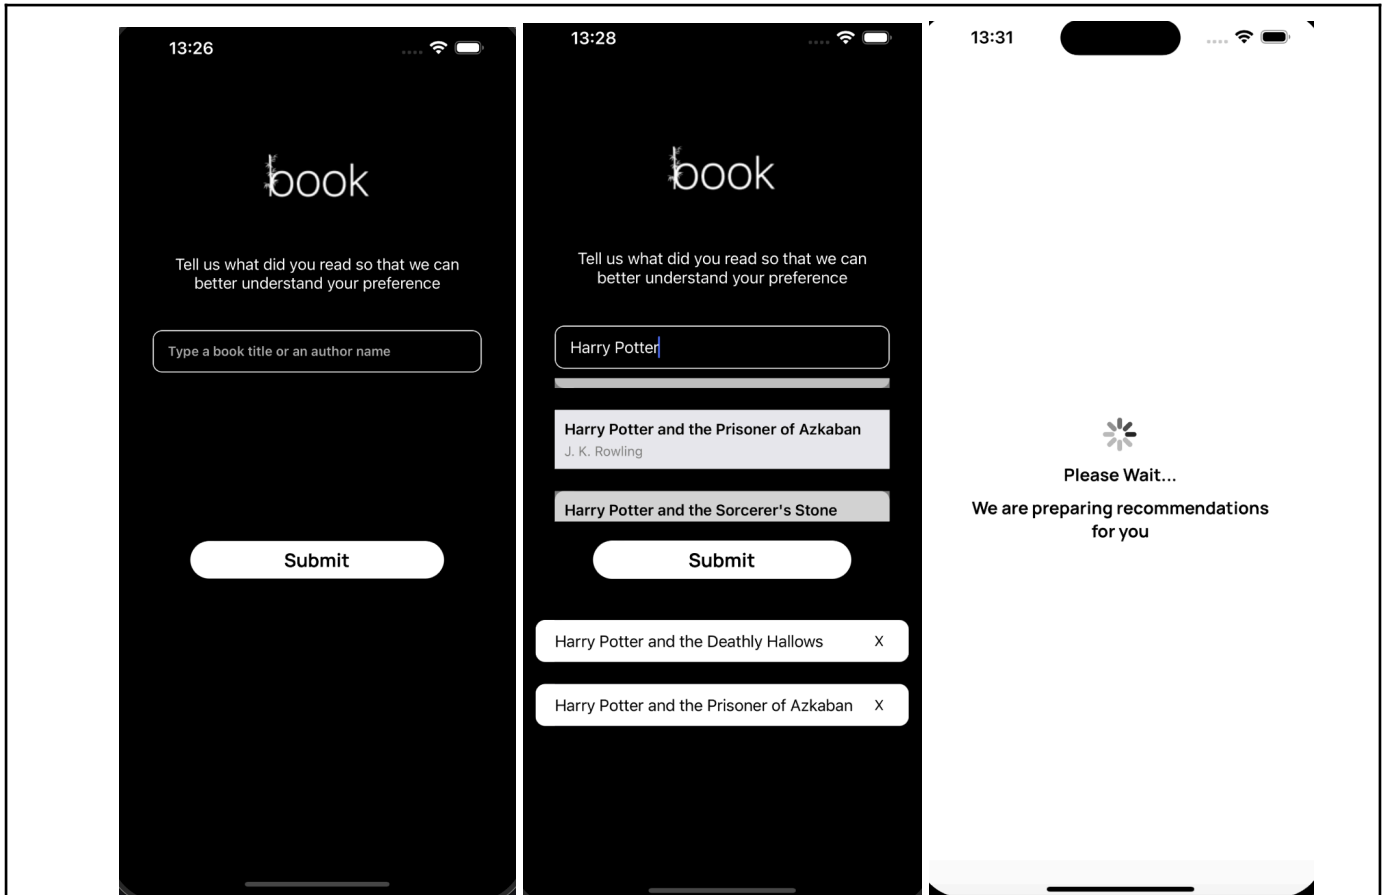 13:26
book
Tell us what did you read so that we can
better understand your preference
Type a book title or an author name
Submit
13:28
book
Tell us what did you read so that we can
better understand your preference
Harry Potter
Harry Potter and the Prisoner of Azkaban
J. K. Rowling
Harry Potter and the Sorcerer's Stone
Submit
Harry Potter and the Deathly Hallows X
Harry Potter and the Prisoner of Azkaban X
13:31
Please Wait...
We are preparing recommendations
for you